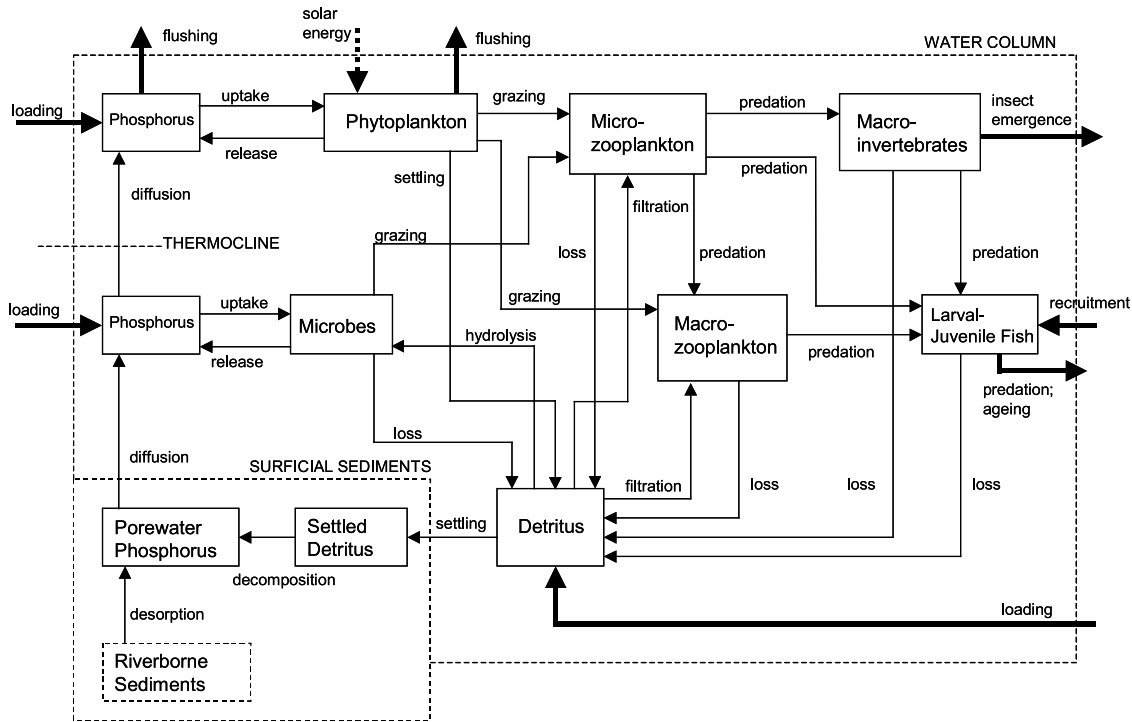 solar
energy
flushing
flushing
WATER COLUMN
loading
Phosphorus
uptake
release
Phytoplankton
grazing
Micro-
zooplankton
predation
predation
Macro-
invertebrates
insect
emergence
diffusion
settling
filtration
THERMOCLINE
grazing
loss
predation
predation
loading
Phosphorus
uptake
release
Microbes
hydrolysis
grazing
Macro-
zooplankton
predation
Larval-
Juvenile Fish
recruitment
predation;
ageing
loss
diffusion
SURFICIAL SEDIMENTS
filtration
loss
loss
loss
Porewater
Phosphorus
Settled
Detritus
settling
Detritus
decomposition
desorption
loading
Riverborne
Sediments